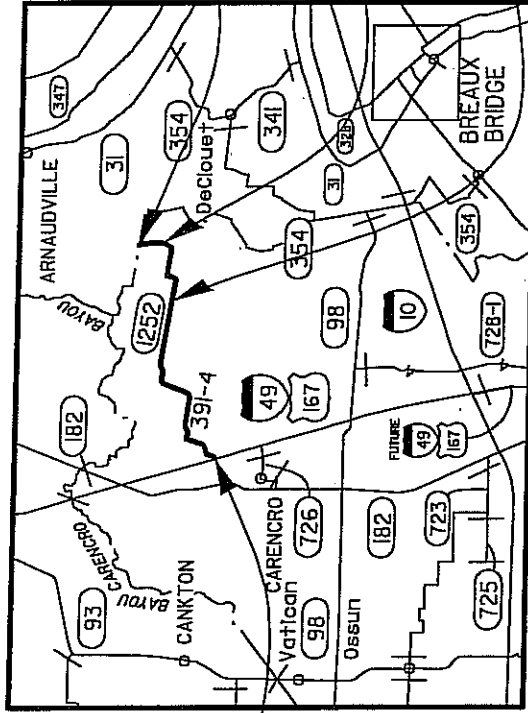 ARNAUDVILLE
347
31
354
182
BAYOU
1252
93
CARENCRO
BAYOU
DeClouet
341
CANKTON
391-4
354
31
328
49
167
CARENCRO
726
Vatican
98
98
BREAUX
BRIDGE
Ossun
10
354
182
FUTURE
49
167
728-1
723
725